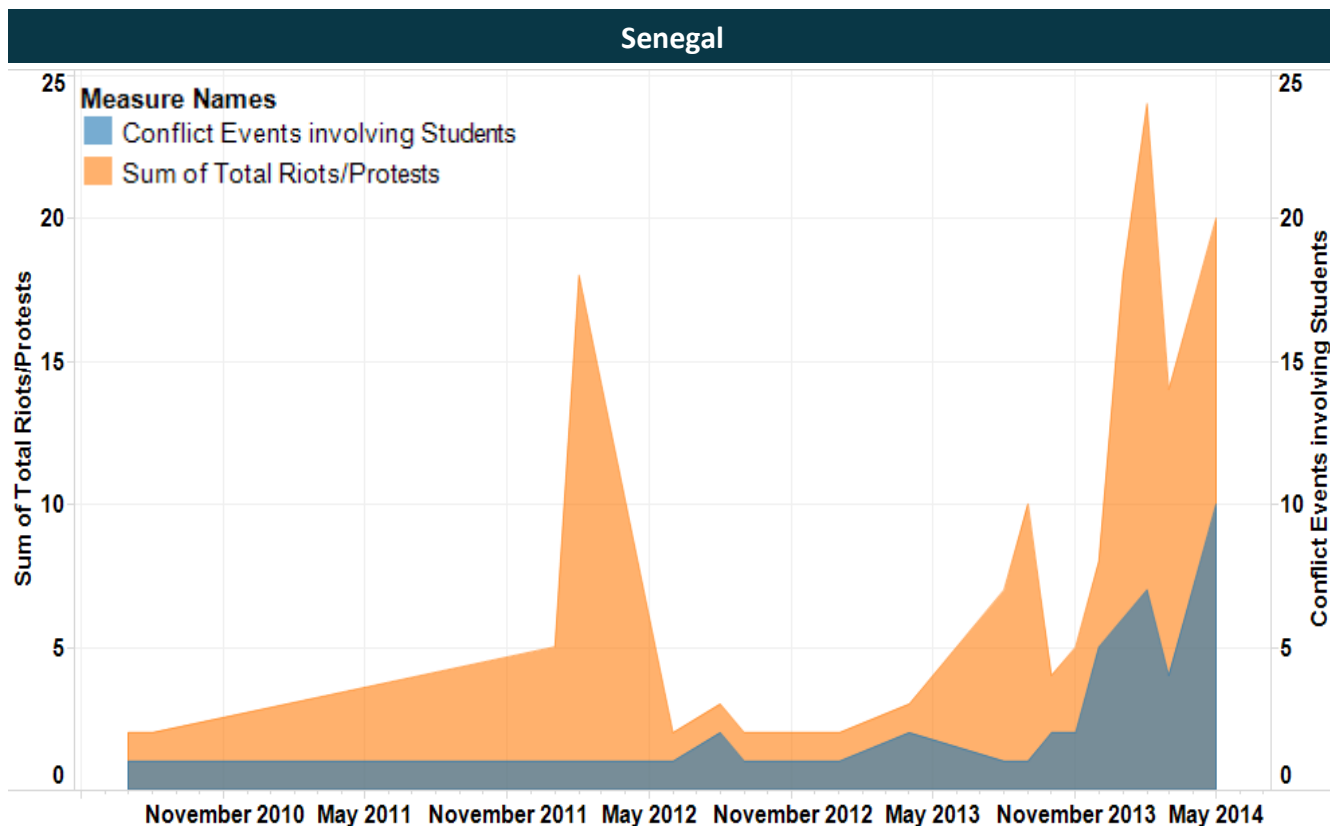 Senegal
Measure Names
Conflict Events involving Students
Sum of Total Riots/Protests
Sum of Total Riots/Protests
25
20
15
10
5
0
25
20
15
10
5
0
Conflict Events involving Students
November 2010 May 2011 November 2011 May 2012 November 2012 May 2013 November 2013 May 2014